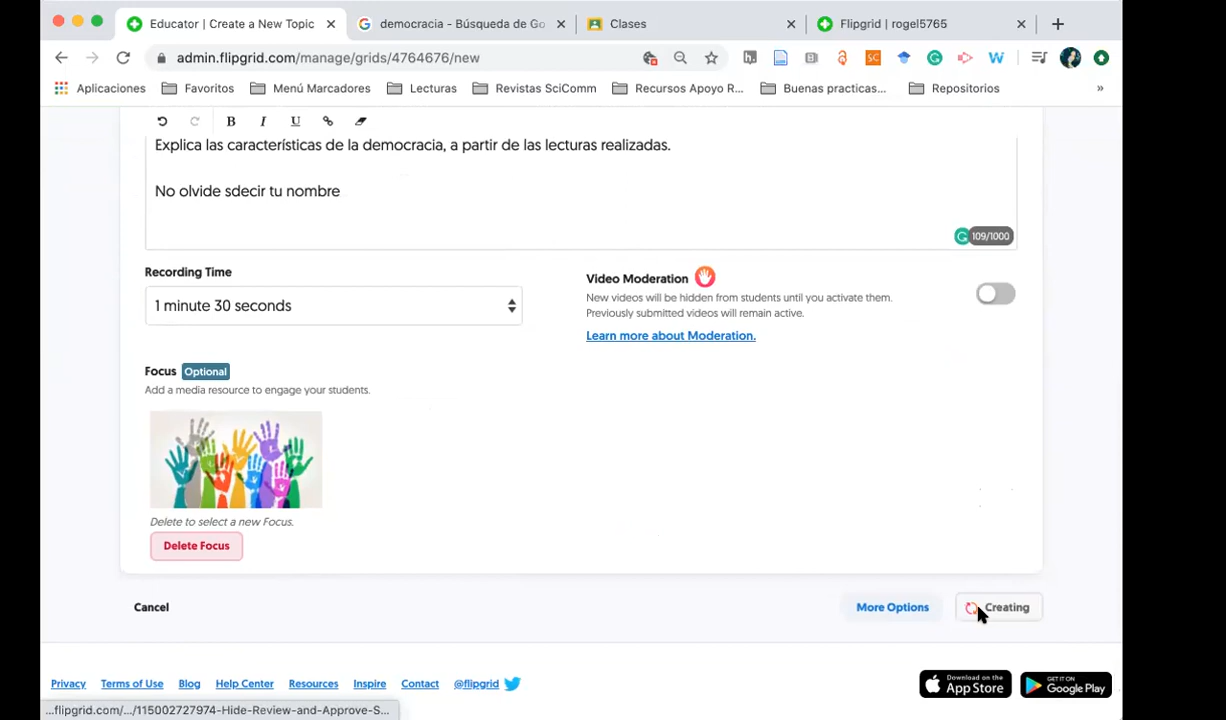 Educator | Create a New Topic
democracia - Búsqueda de Go
Clases
Flipgrid | rogel5765
admin.flipgrid.com/manage/grids/4764676/new
Aplicaciones
Favoritos
Menú Marcadores
Lecturas
Revistas SciComm
Recursos Apoyo R...
Buenas practicas...
Repositorios
»
B I U
Explica las características de la democracia, a partir de las lecturas realizadas.
No olvide sdecir tu nombre
109/1000
Recording Time
1 minute 30 seconds
Video Moderation
New videos will be hidden from students until you activate them.
Previously submitted videos will remain active.
Learn more about Moderation.
Focus Optional
Add a media resource to engage your students.
Delete to select a new Focus.
Delete Focus
Cancel
More Options
Creating
Privacy
Terms of Use
Blog
Help Center
Resources
Inspire
Contact
@flipgrid
Download on the
App Store
GET IT ON
Google Play
...flipgrid.com/.../115002727974-Hide-Review-and-Approve-S...